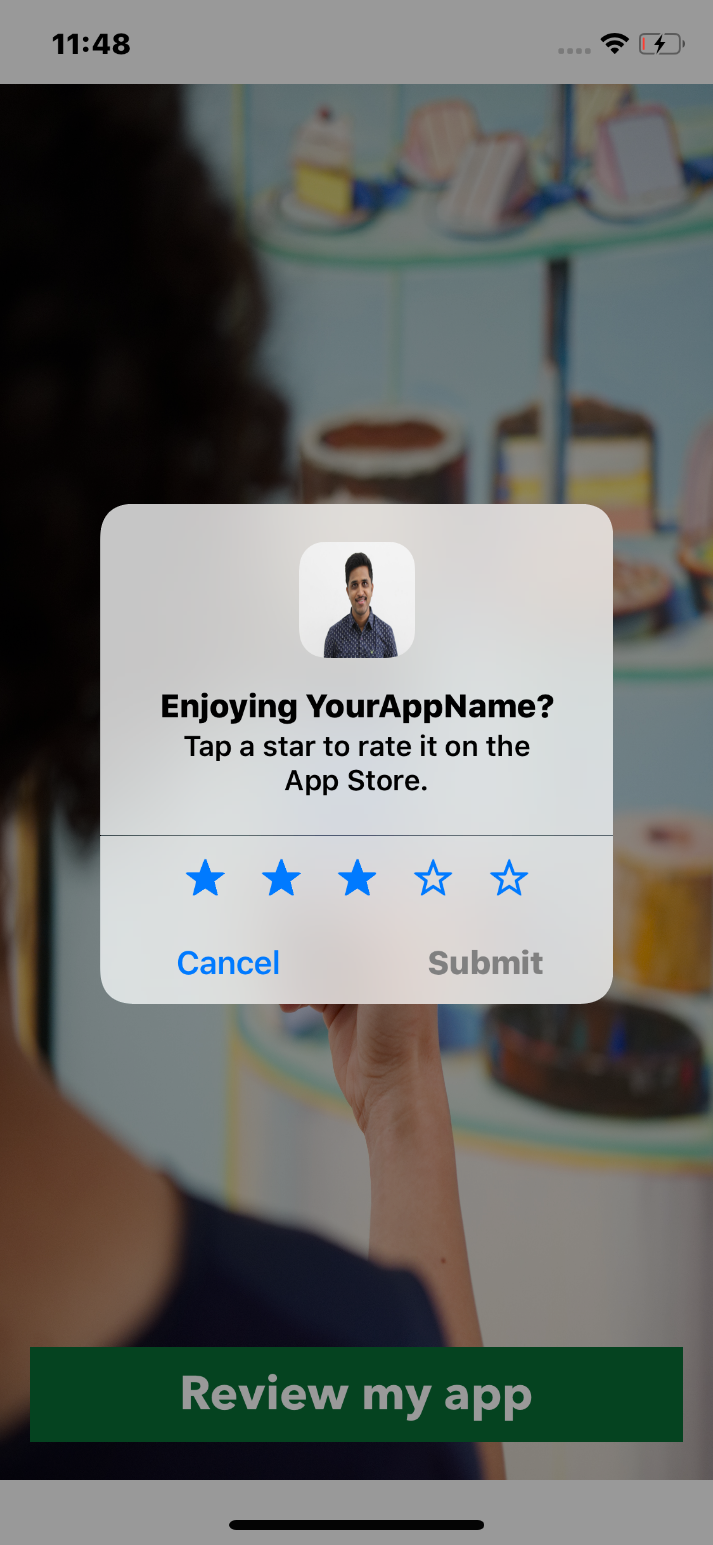 11:48
Enjoying YourAppName?
Tap a star to rate it on the
App Store.
Cancel
Submit
Review my app